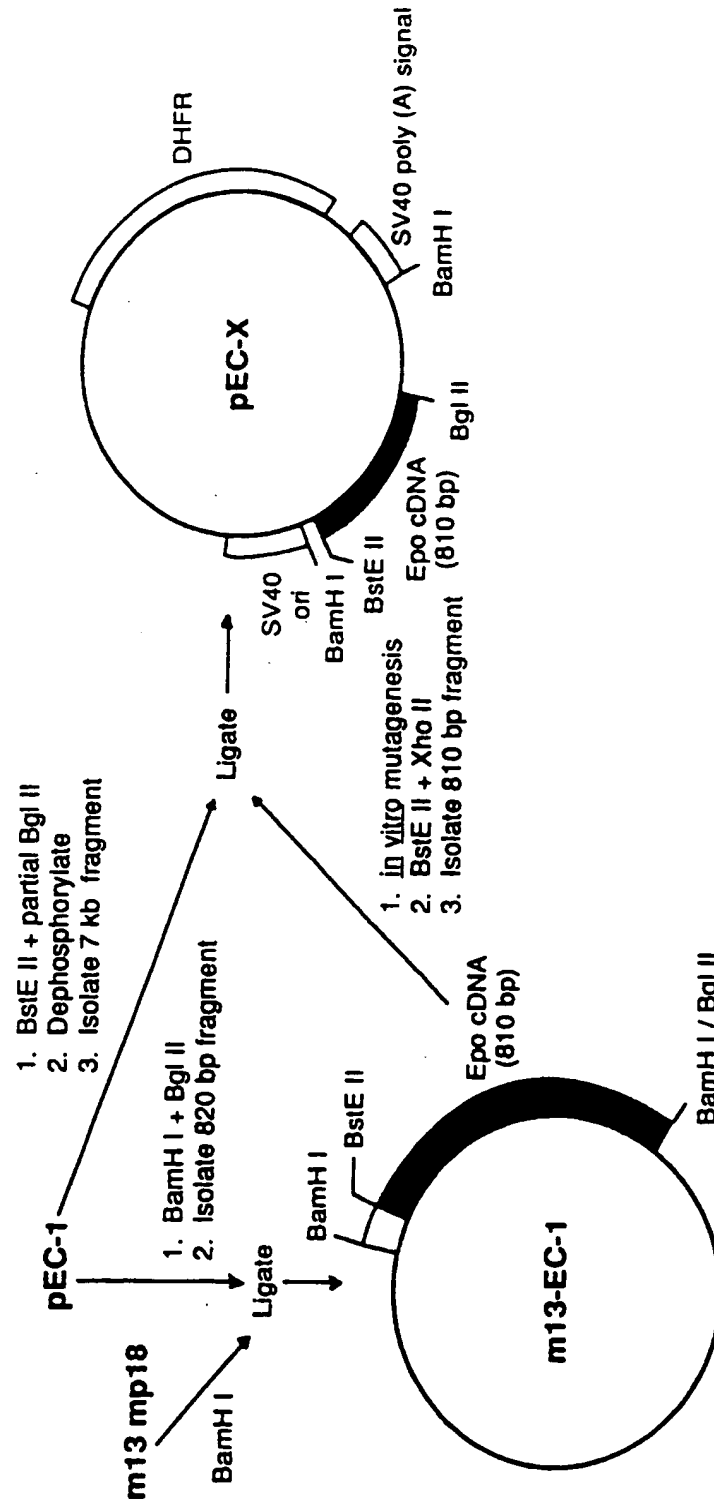 pEC-1
1. BstE II + partial Bgl II
2. Dephosphorylate
3. Isolate 7 kb fragment
m13 mp18
BamH I
1. BamH I + Bgl II
2. Isolate 820 bp fragment
Ligate
Ligate
BamH I
BstE II
Epo cDNA
(810 bp)
BamH I / Bgl II
m13-EC-1
1. in vitro mutagenesis
2. BstE II + Xho II
3. Isolate 810 bp fragment
pEC-X
DHFR
SV40 poly (A) signal
BamH I
Bgl II
Epo cDNA
(810 bp)
BstE II
BamH I
SV40
ori